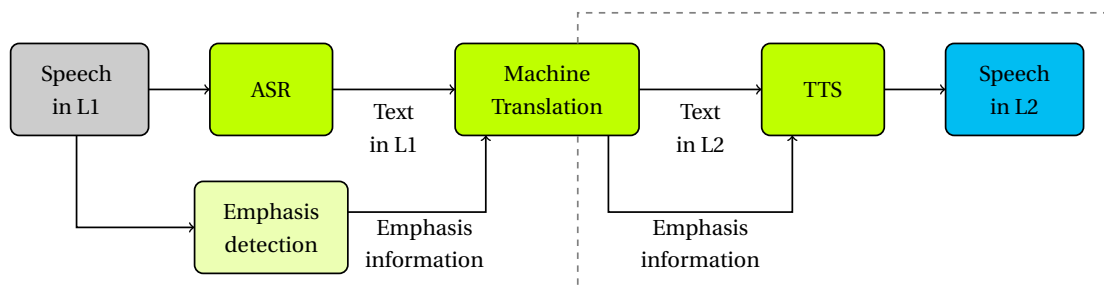 Speech
in L1
ASR
Text
in L1
Machine
Translation
Text
in L2
TTS
Speech
in L2
Emphasis
detection
Emphasis
information
Emphasis
information